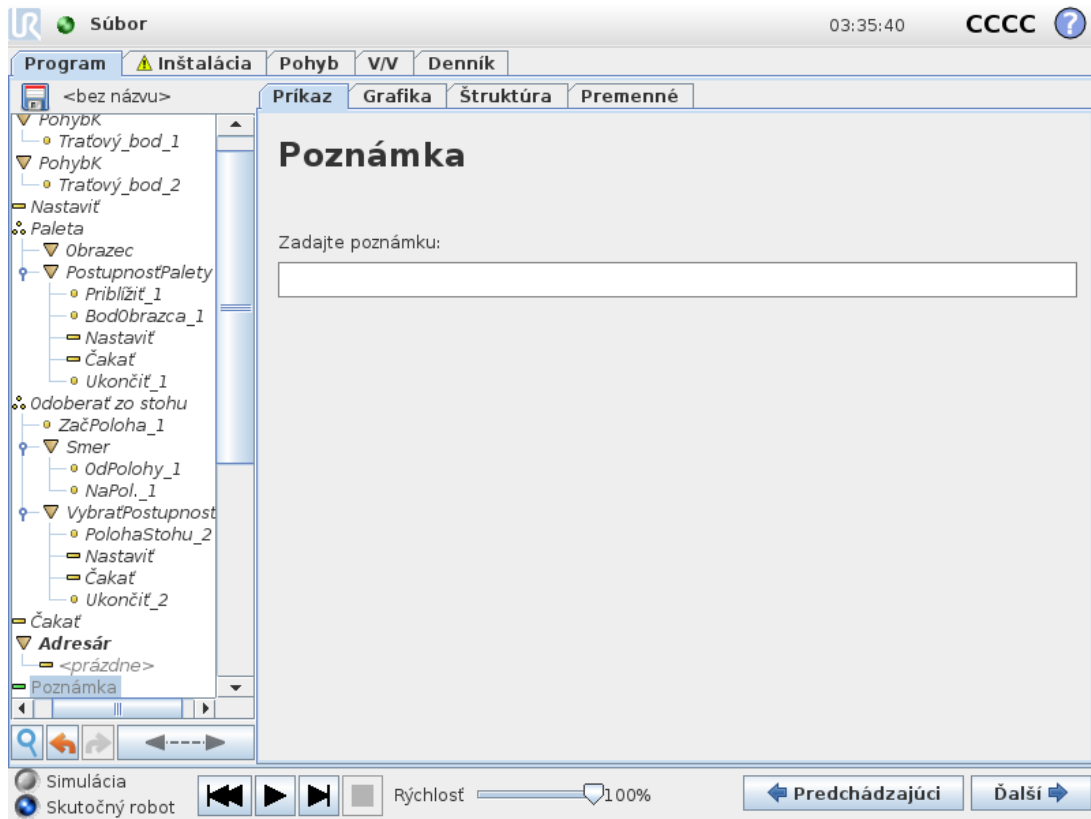 UR Súbor 03:35:40 CCCC ?
Program Inštalácia Pohyb V/V Denník
<bez názvu> Príkaz Grafika Štruktúra Premenné
PohybK
Traťový_bod_1
PohybK
Traťový_bod_2
Nastaviť
Paleta
Obrazec
PostupnosťPalety
Priblížiť_1
BodObrazca_1
Nastaviť
Čakať
Ukončiť_1
Odoberať zo stohu
ZačPoloha_1
Smer
OdPolohy_1
NaPol._1
VybraťPostupnosť
PolohaStohu_2
Nastaviť
Čakať
Ukončiť_2
Čakať
Adresár
<prázdne>
Poznámka
Poznámka
Zadajte poznámku:
Simulácia
Skutočný robot
Rýchlosť 100%
Predchádzajúci Ďalší